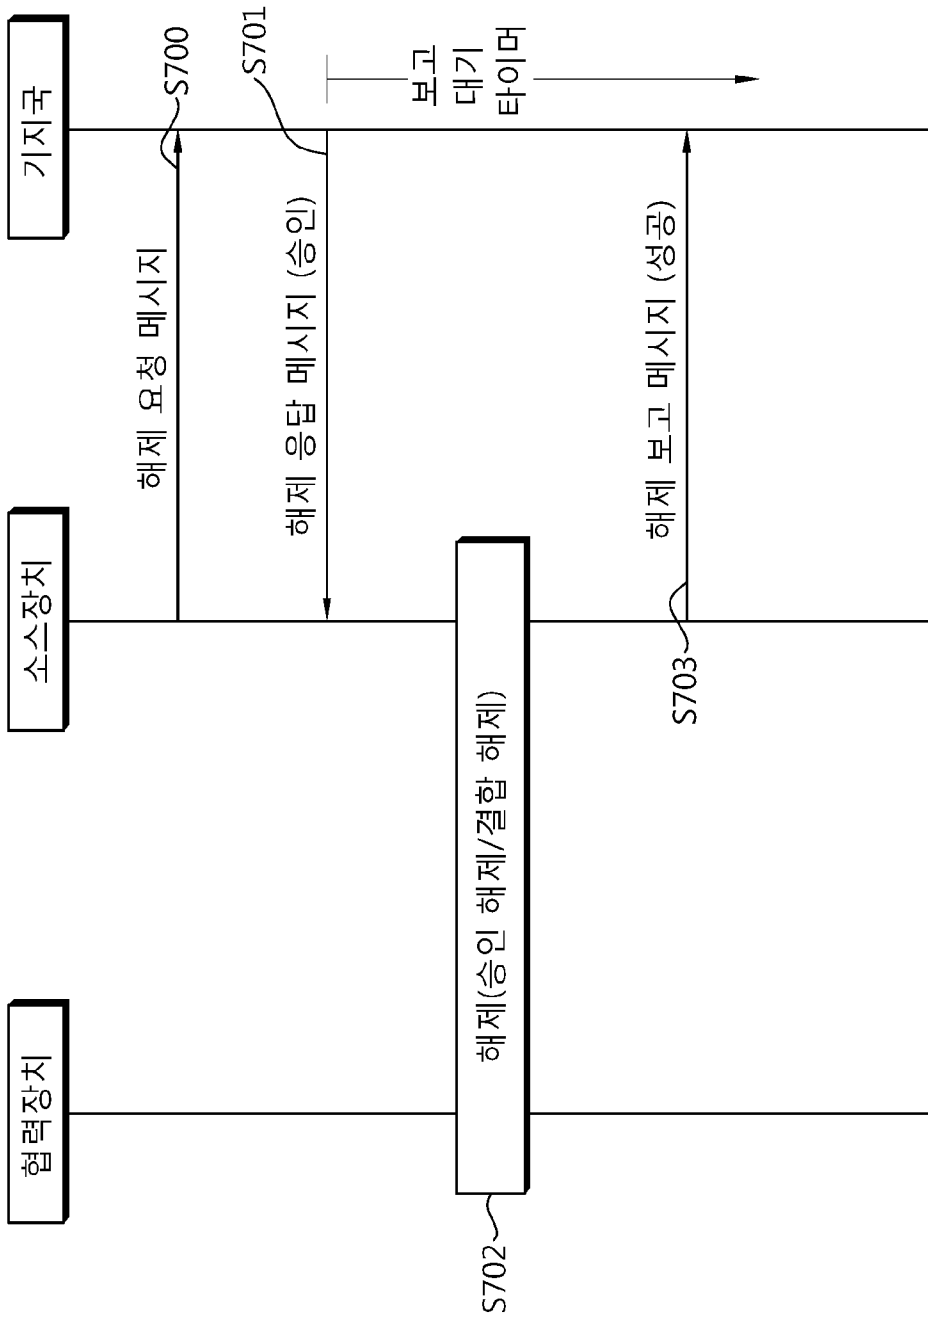 협력장치
소스장치
기지국
해제 요청 메시지
S700
해제 응답 메시지 (승인)
S701
보고
대기
타이머
S702
해제(승인 해제/결합 해제)
S703
해제 보고 메시지 (성공)